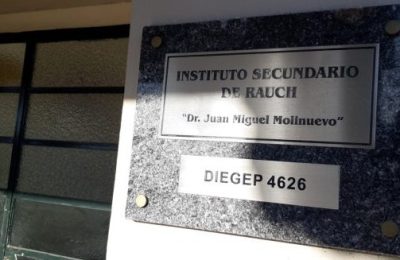 INSTITUTO SECUNDARIO
DE RAUCH
"Dr. Juan Miguel Molinuevo"
DIEGEP 4626